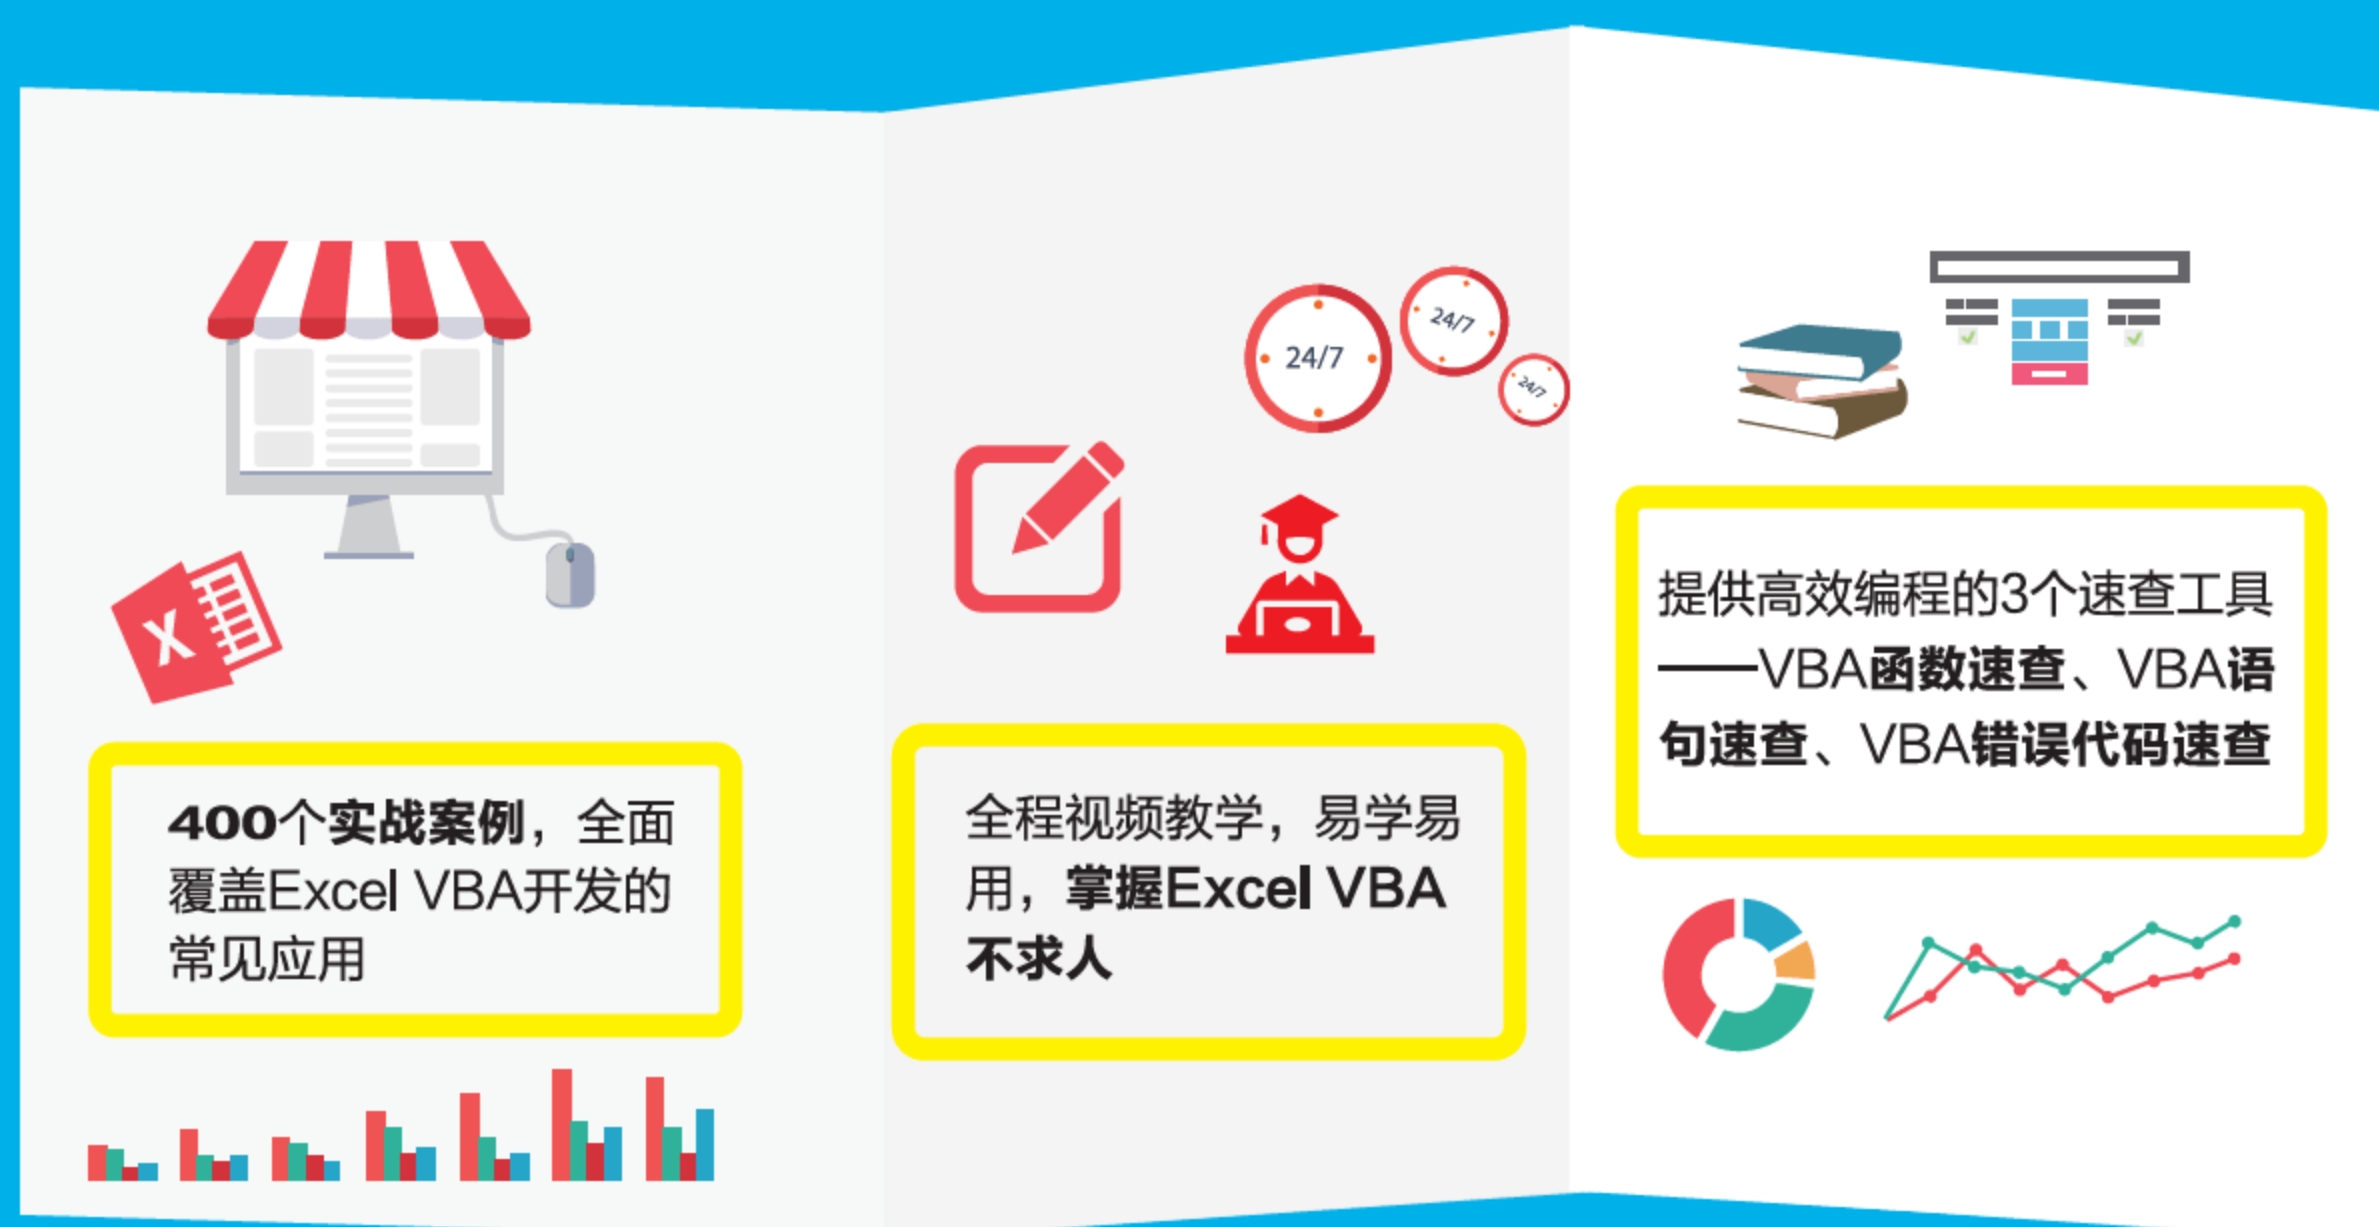 X
400个实战案例，全面
覆盖Excel VBA开发的
常见应用
24/7
24/7
24/7
全程视频教学，易学易
用，掌握Excel VBA
不求人
提供高效编程的3个速查工具
——VBA函数速查、VBA语
句速查、VBA错误代码速查